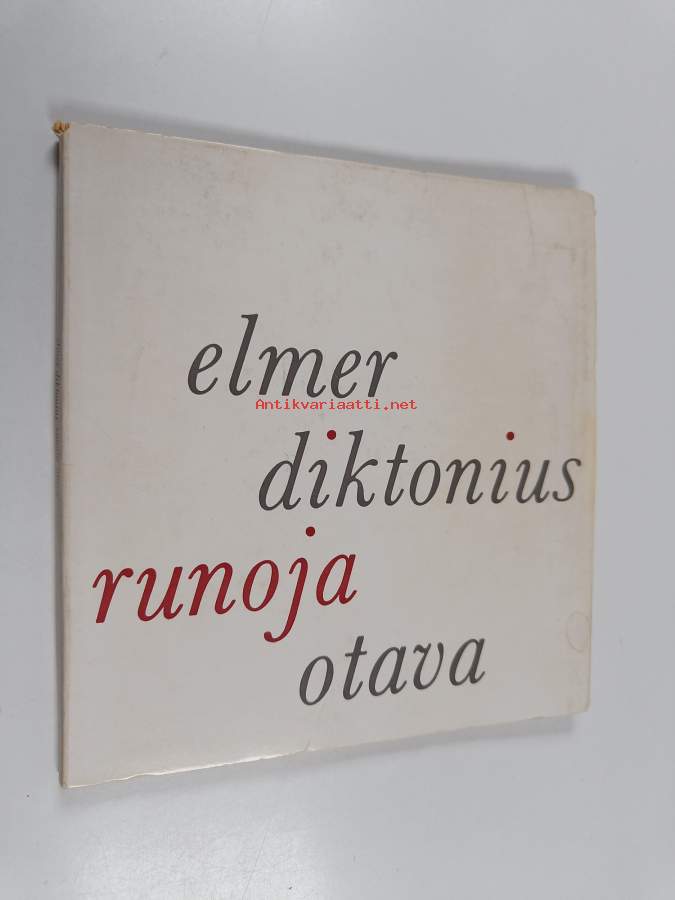 elmer
Antikvariaatti.net
diktonius
runoja
otava